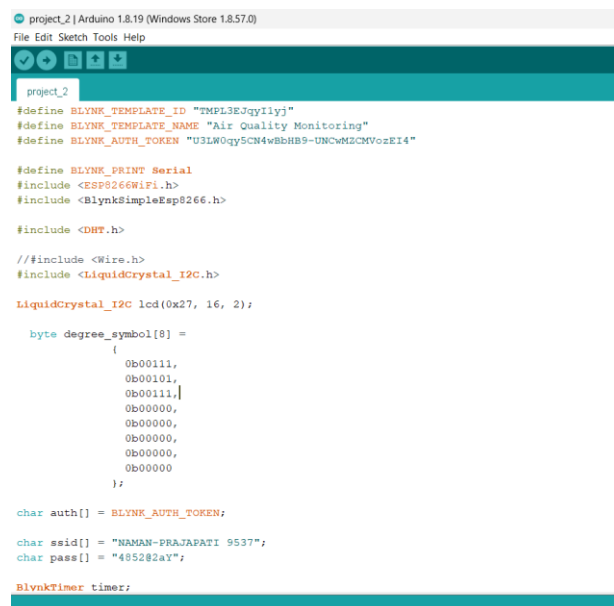 project_2 | Arduino 1.8.19 (Windows Store 1.8.57.0)
File Edit Sketch Tools Help
project_2
#define BLYNK_TEMPLATE_ID "TMPL3EJqyI1yj"
#define BLYNK_TEMPLATE_NAME "Air Quality Monitoring"
#define BLYNK_AUTH_TOKEN "U3LW0qy5CN4wBbHB9-UNCwMZCMVozEI4"
#define BLYNK_PRINT Serial
#include <ESP8266WiFi.h>
#include <BlynkSimpleEsp8266.h>
#include <DHT.h>
//#include <Wire.h>
#include <LiquidCrystal_I2C.h>
LiquidCrystal_I2C lcd(0x27, 16, 2);
byte degree_symbol[8] =
{
0b00111,
0b00101,
0b00111,
0b00000,
0b00000,
0b00000,
0b00000,
0b00000
};
char auth[] = BLYNK_AUTH_TOKEN;
char ssid[] = "NAMAN-PRAJAPATI 9537";
char pass[] = "4852@2aY";
BlynkTimer timer;